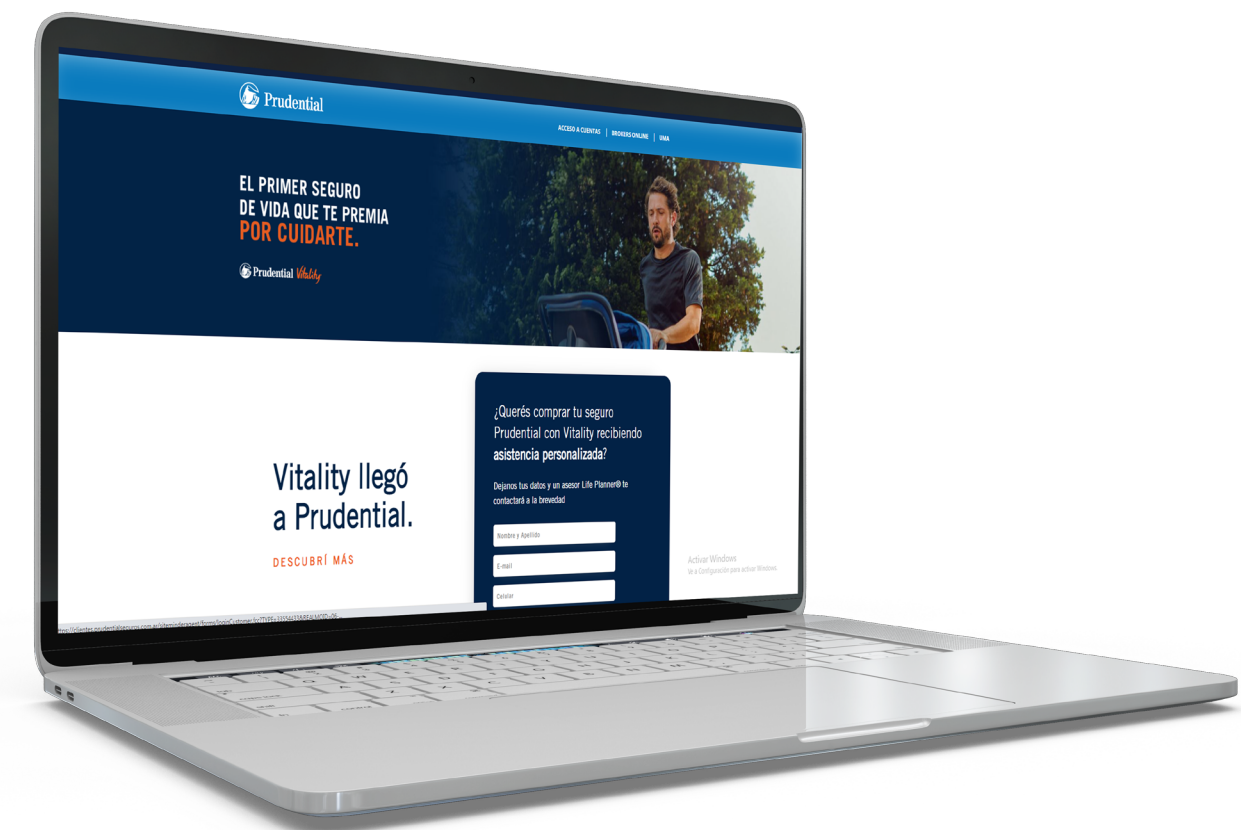 Prudential
ACCESO A CUENTAS | BROKERS ONLINE | UMA
EL PRIMER SEGURO
DE VIDA QUE TE PREMIA
POR CUIDARTE.
Prudential Vitality
Vitality llegó
a Prudential.
DESCUBRÍ MÁS
¿Querés comprar tu seguro
Prudential con Vitality recibiendo
asistencia personalizada?
Dejanos tus datos y un asesor Life Planner® te
contactará a la brevedad
Nombre y Apellido
E-mail
Celular
Activar Windows
Ve a Configuración para activar Windows.